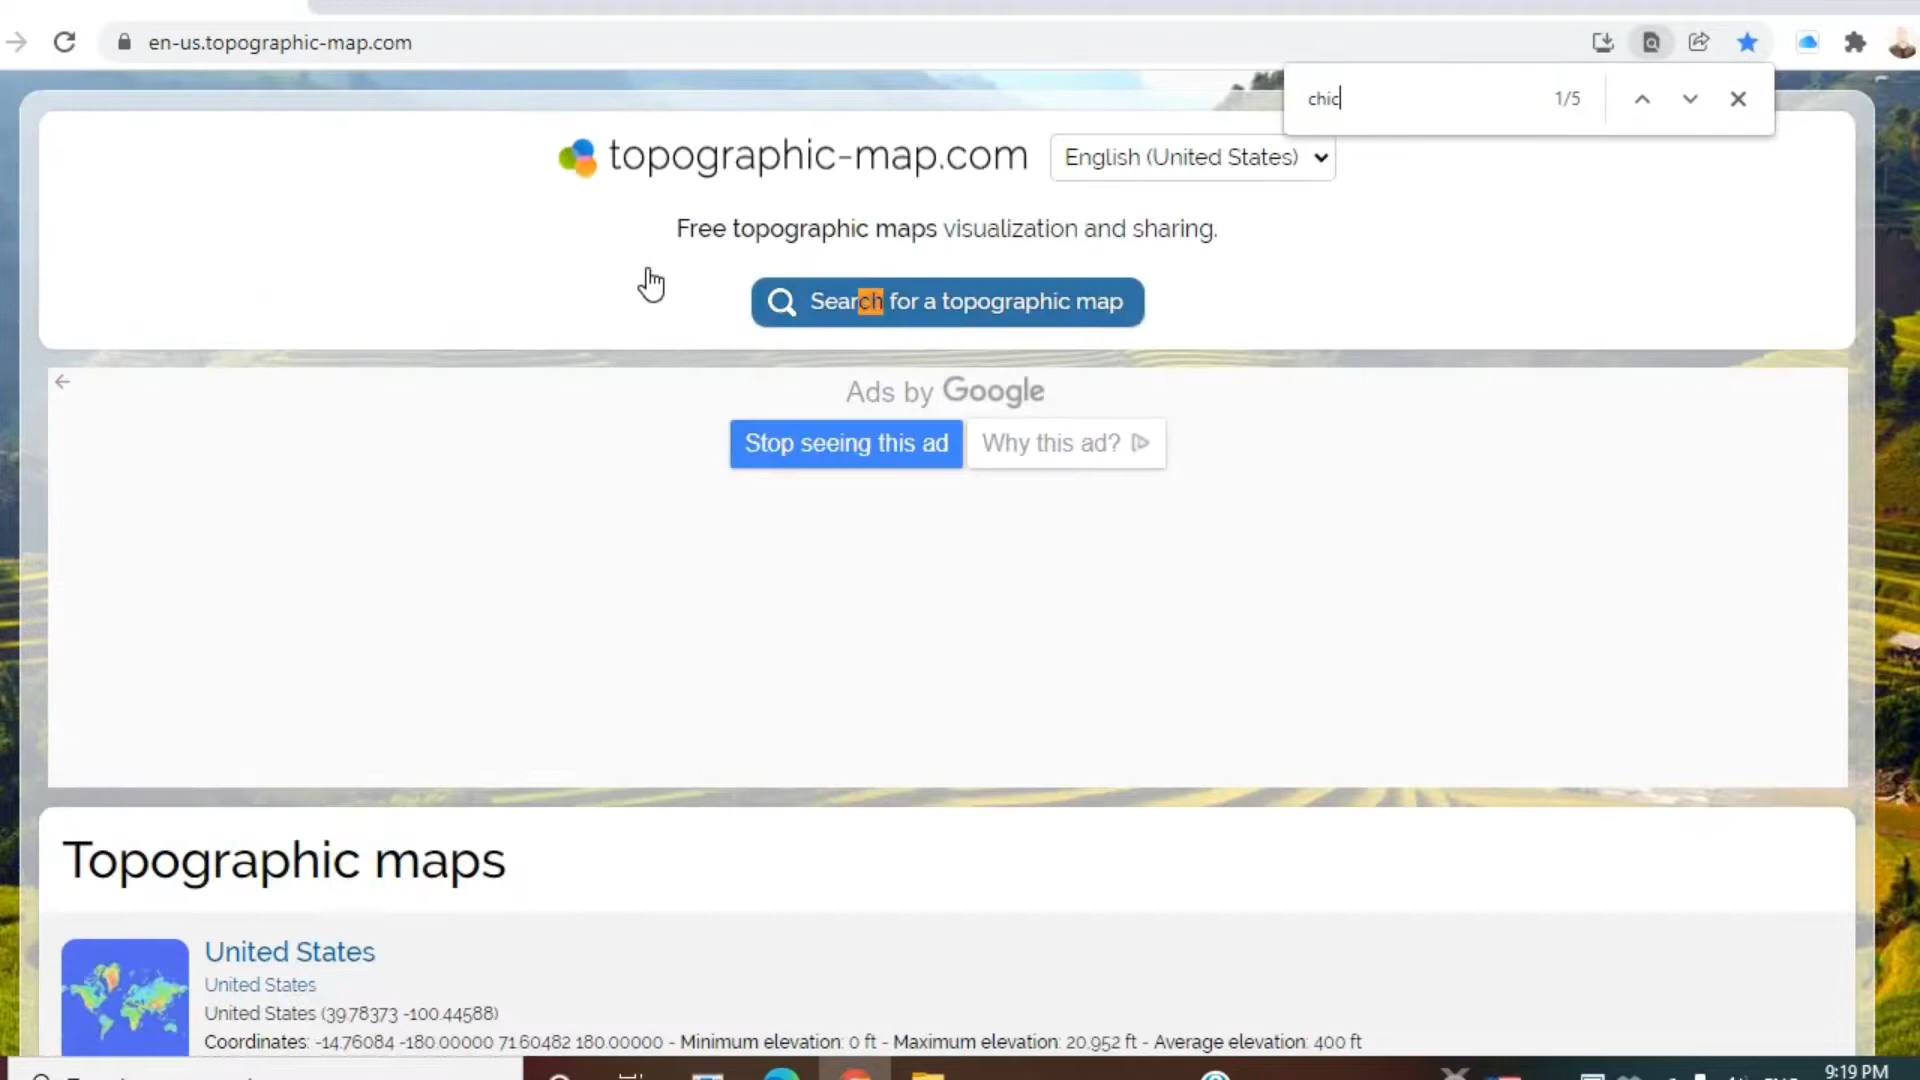 en-us.topographic-map.com
chic 1/5
topographic-map.com English (United States)
Free topographic maps visualization and sharing.
Search for a topographic map
Ads by Google
Stop seeing this ad Why this ad?
Topographic maps
United States
United States
United States (39.78373 -100.44588)
Coordinates: -14.76084 -180.00000 71.60482 180.00000 - Minimum elevation: 0 ft - Maximum elevation: 20,952 ft - Average elevation: 400 ft
9:19 PM